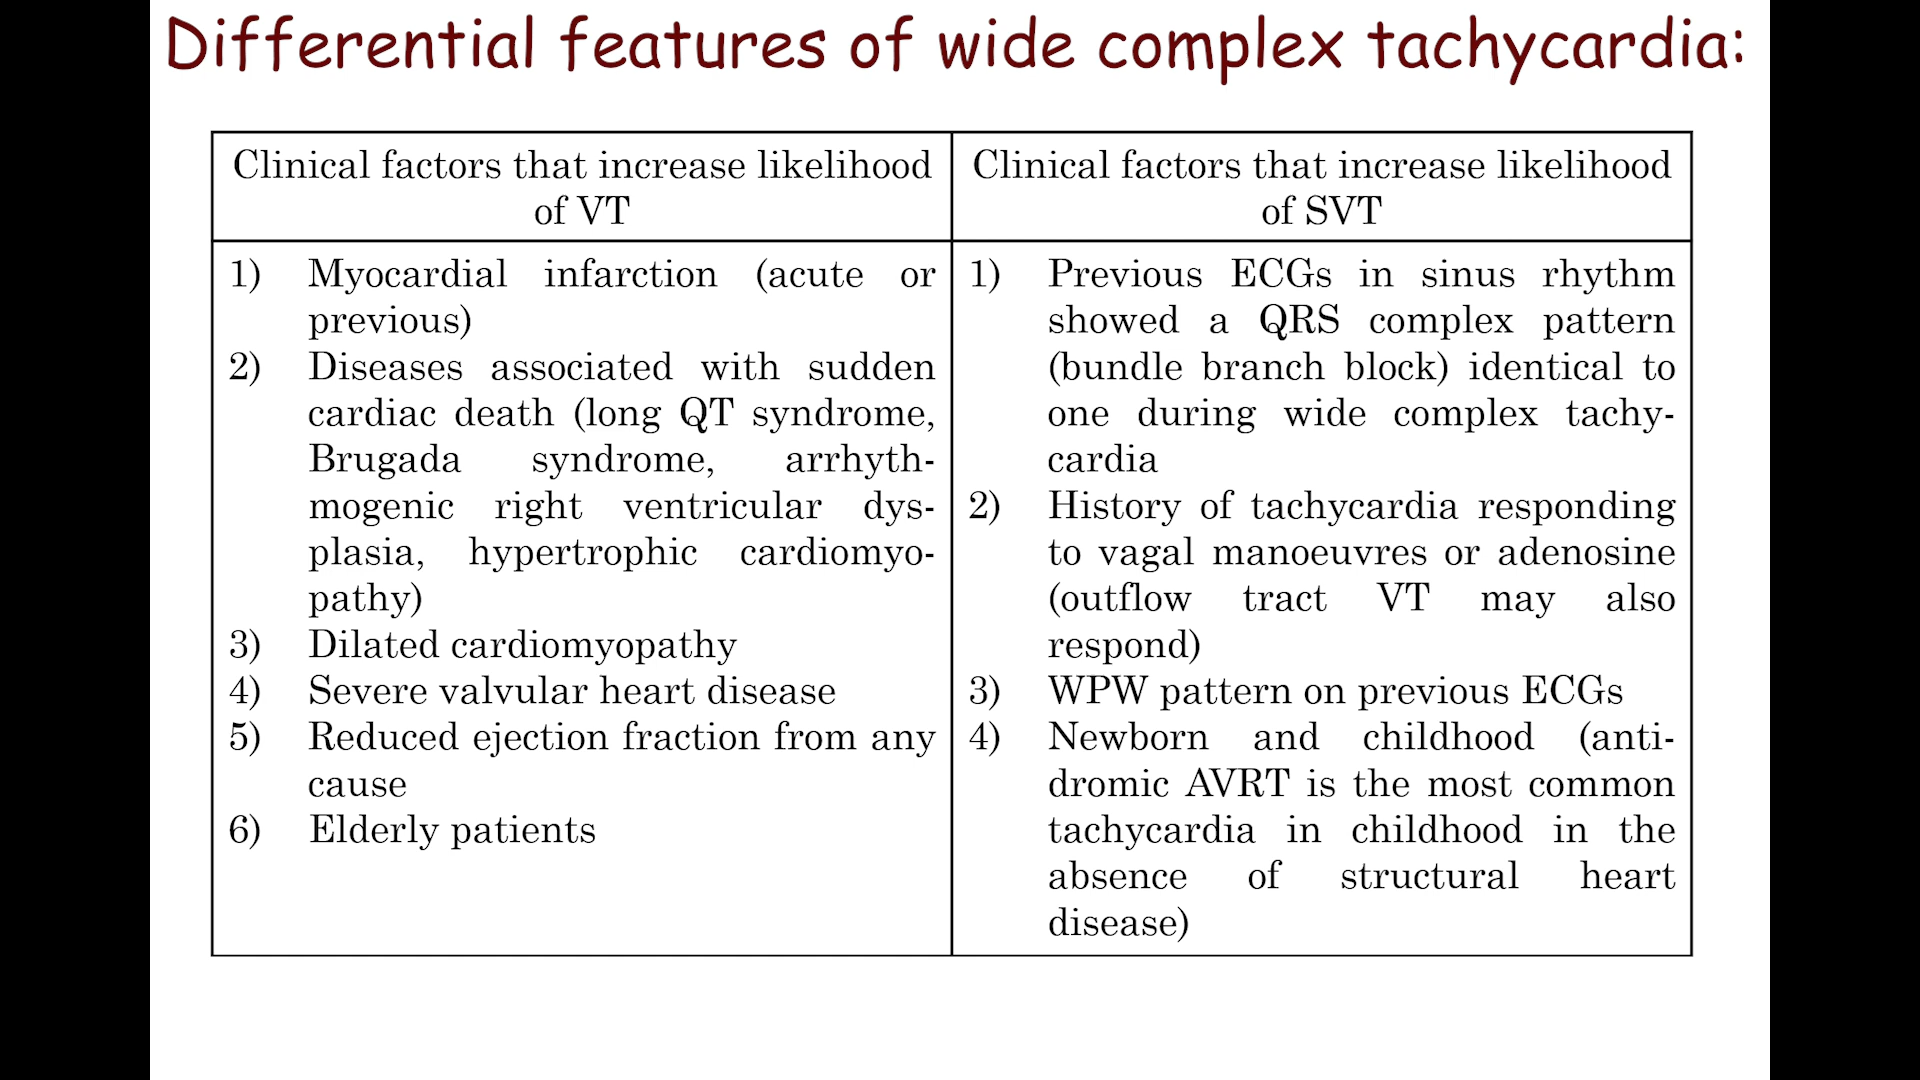 Differential features of wide complex tachycardia:
Clinical factors that increase likelihood
of VT
1) Myocardial infarction (acute or
previous)
2) Diseases associated with sudden
cardiac death (long QT syndrome,
Brugada syndrome, arrhyth-
mogenic right ventricular dys-
plasia, hypertrophic cardiomyo-
pathy)
3) Dilated cardiomyopathy
4) Severe valvular heart disease
5) Reduced ejection fraction from any
cause
6) Elderly patients
Clinical factors that increase likelihood
of SVT
1) Previous ECGs in sinus rhythm
showed a QRS complex pattern
(bundle branch block) identical to
one during wide complex tachy-
cardia
2) History of tachycardia responding
to vagal manoeuvres or adenosine
(outflow tract VT may also
respond)
3) WPW pattern on previous ECGs
4) Newborn and childhood (anti-
dromic AVRT is the most common
tachycardia in childhood in the
absence of structural heart
disease)